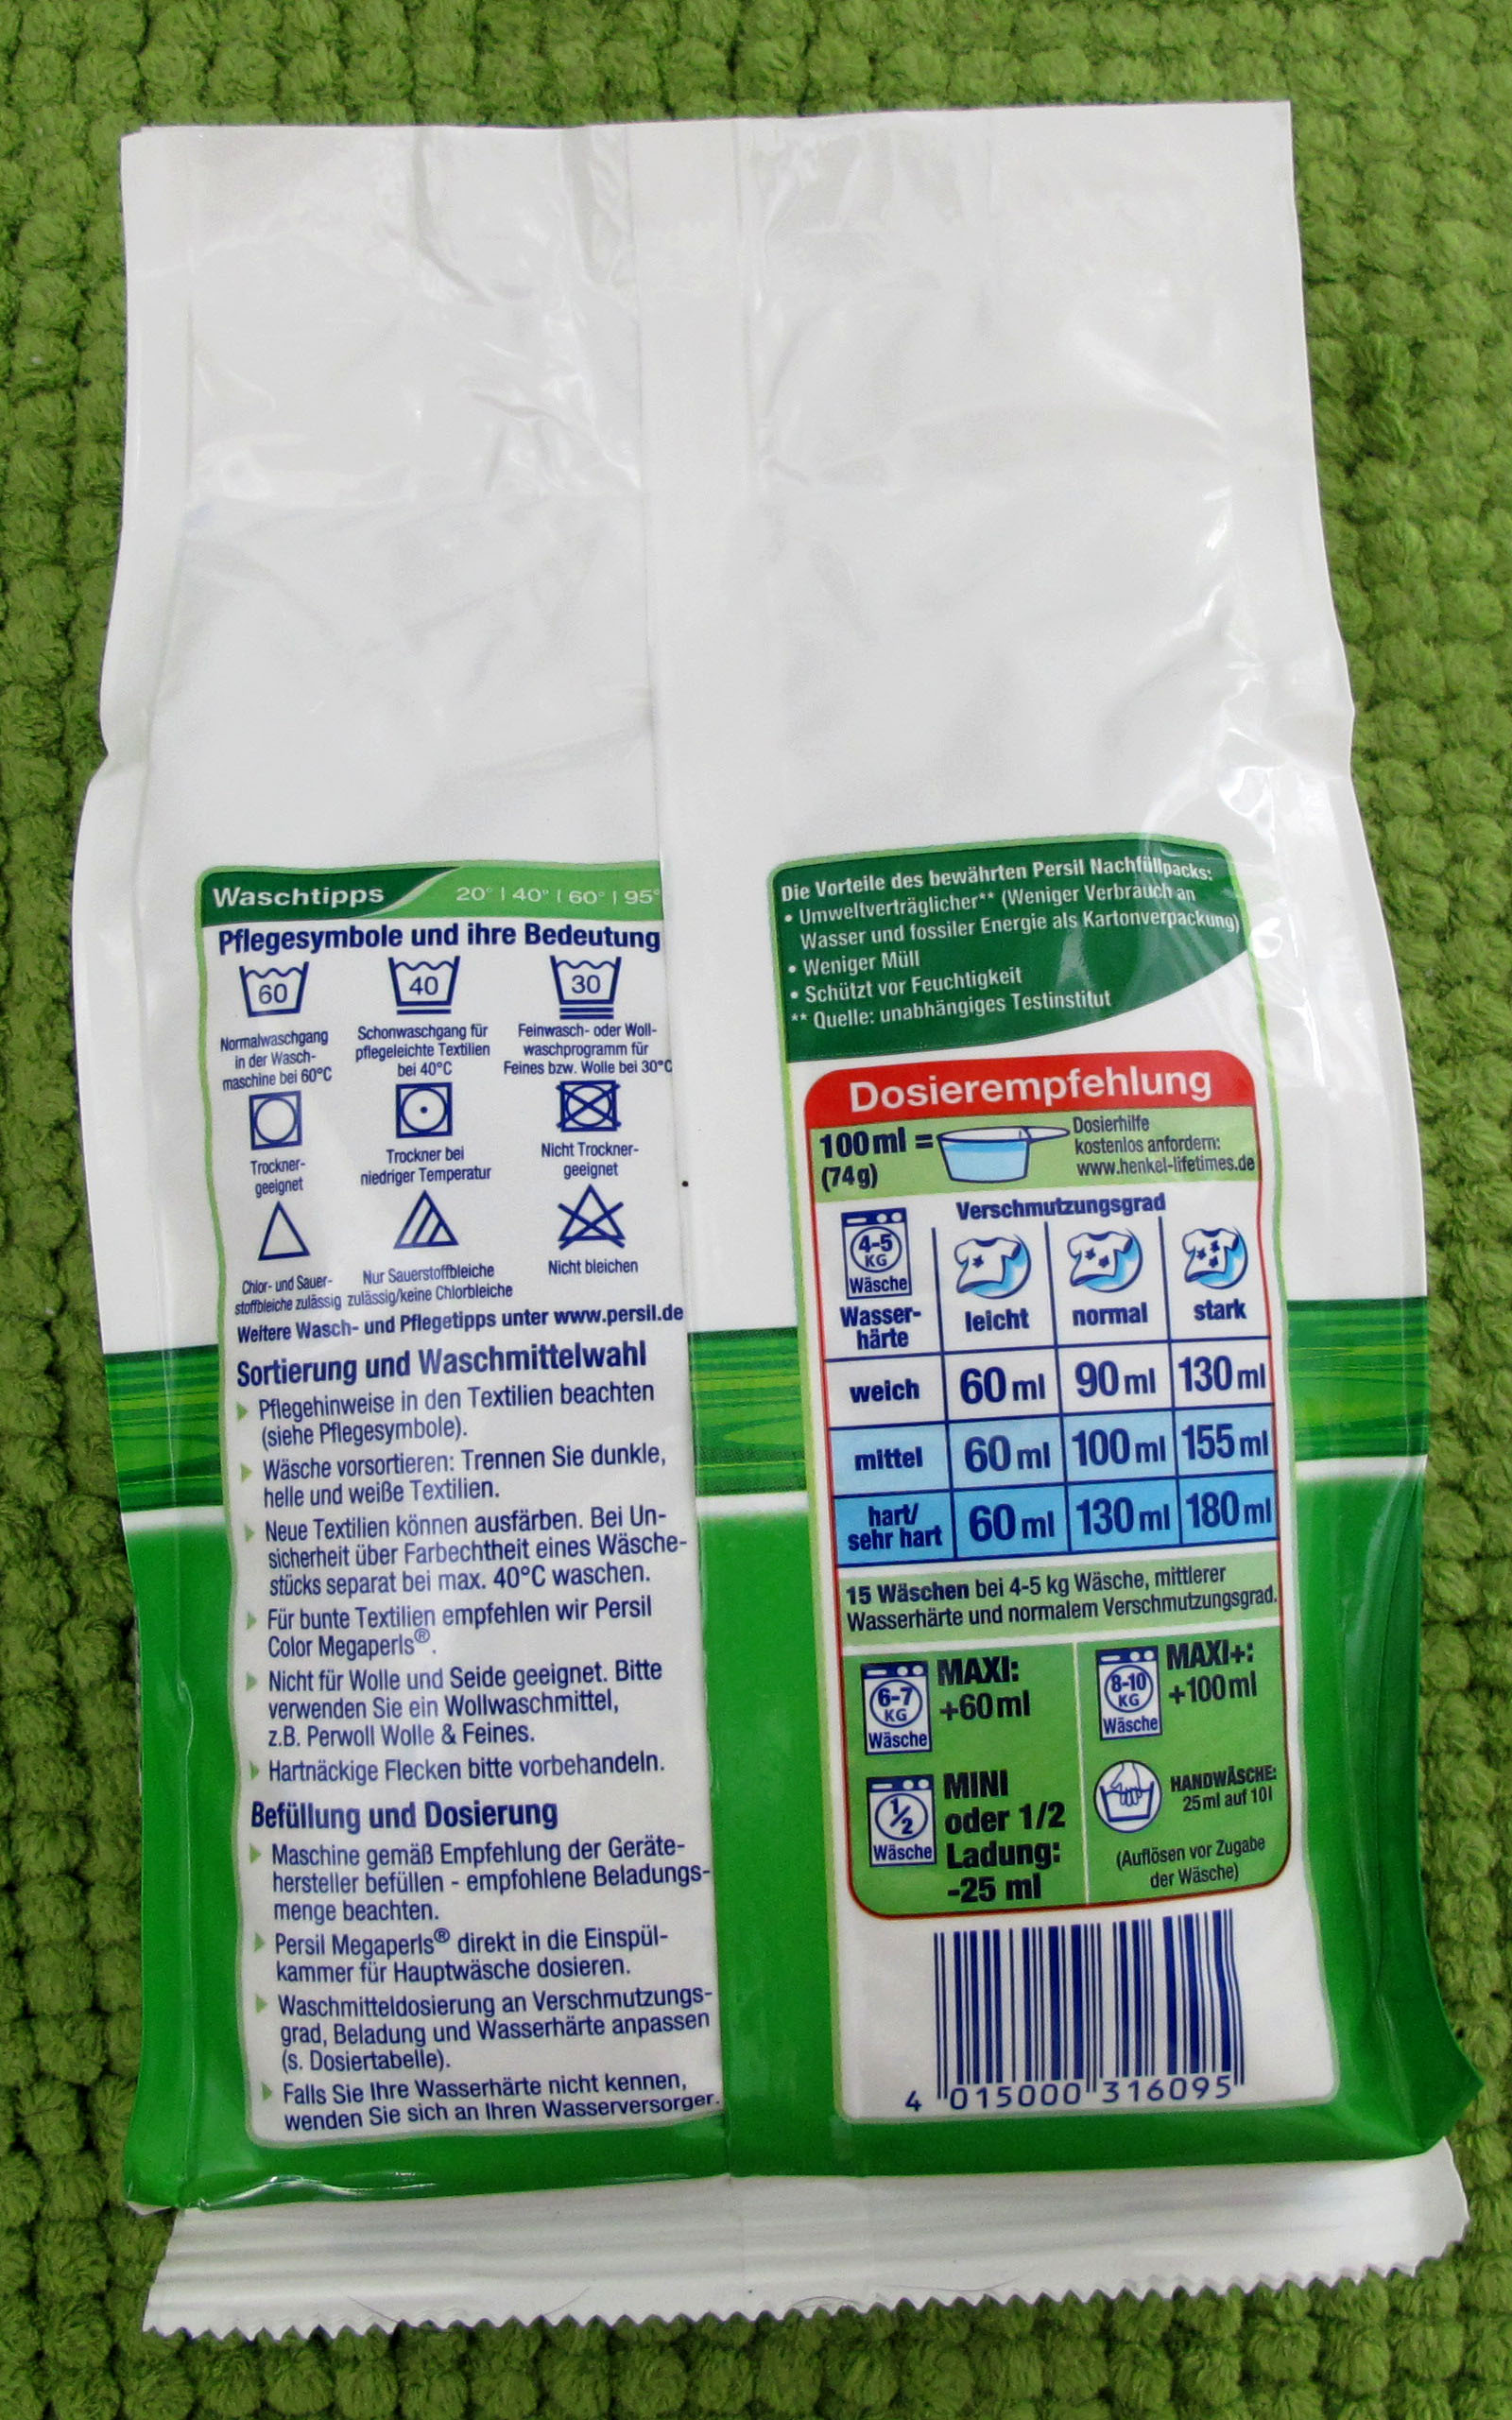 Waschtipps
20° | 40° | 60° | 95°
Pflegesymbole und ihre Bedeutung
60
40
30
Normalwaschgang
in der Wasch-
maschine bei 60°C
Schonwaschgang für
pflegeleichte Textilien
bei 40°C
Feinwasch- oder Woll-
waschprogramm für
Feines bzw. Wolle bei 30°C
Trockner-
geeignet
Trockner bei
niedriger Temperatur
Nicht Trockner-
geeignet
Chlor- und Sauer-
stoffbleiche zulässig
Nur Sauerstoffbleiche
zulässig/keine Chlorbleiche
Nicht bleichen
Weitere Wasch- und Pflegetipps unter www.persil.de
Sortierung und Waschmittelwahl
Pflegehinweise in den Textilien beachten
(siehe Pflegesymbole).
Wäsche vorsortieren: Trennen Sie dunkle,
helle und weiße Textilien.
Neue Textilien können ausfärben. Bei Un-
sicherheit über Farbechtheit eines Wäsche-
stücks separat bei max. 40°C waschen.
Für bunte Textilien empfehlen wir Persil
Color Megaperls®.
Nicht für Wolle und Seide geeignet. Bitte
verwenden Sie ein Wollwaschmittel,
z.B. Perwoll Wolle & Feines.
Hartnäckige Flecken bitte vorbehandeln.
Befüllung und Dosierung
Maschine gemäß Empfehlung der Geräte-
hersteller befüllen - empfohlene Beladungs-
menge beachten.
Persil Megaperls® direkt in die Einspül-
kammer für Hauptwäsche dosieren.
Waschmitteldosierung an Verschmutzungs-
grad, Beladung und Wasserhärte anpassen
(s. Dosiertabelle).
Falls Sie Ihre Wasserhärte nicht kennen,
wenden Sie sich an Ihren Wasserversorger.
Die Vorteile des bewährten Persil Nachfüllpacks:
• Umweltverträglicher** (Weniger Verbrauch an
Wasser und fossiler Energie als Kartonverpackung)
• Weniger Müll
• Schützt vor Feuchtigkeit
** Quelle: unabhängiges Testinstitut
Dosierempfehlung
100 ml =
(74 g)
Dosierhilfe
kostenlos anfordern:
www.henkel-lifetimes.de
4-5
KG
Wäsche
Verschmutzungsgrad
Wasser-
härte
leicht
normal
stark
weich 60 ml 90 ml 130 ml
mittel 60 ml 100 ml 155 ml
hart/
sehr hart 60 ml 130 ml 180 ml
15 Wäschen bei 4-5 kg Wäsche, mittlerer
Wasserhärte und normalem Verschmutzungsgrad.
6-7
KG
Wäsche
MAXI:
+60 ml
8-10
KG
Wäsche
MAXI+:
+100 ml
1/2
Wäsche
MINI
oder 1/2
Ladung:
-25 ml
HANDWÄSCHE:
25 ml auf 10 l
(Auflösen vor Zugabe
der Wäsche)
4 015000 316095